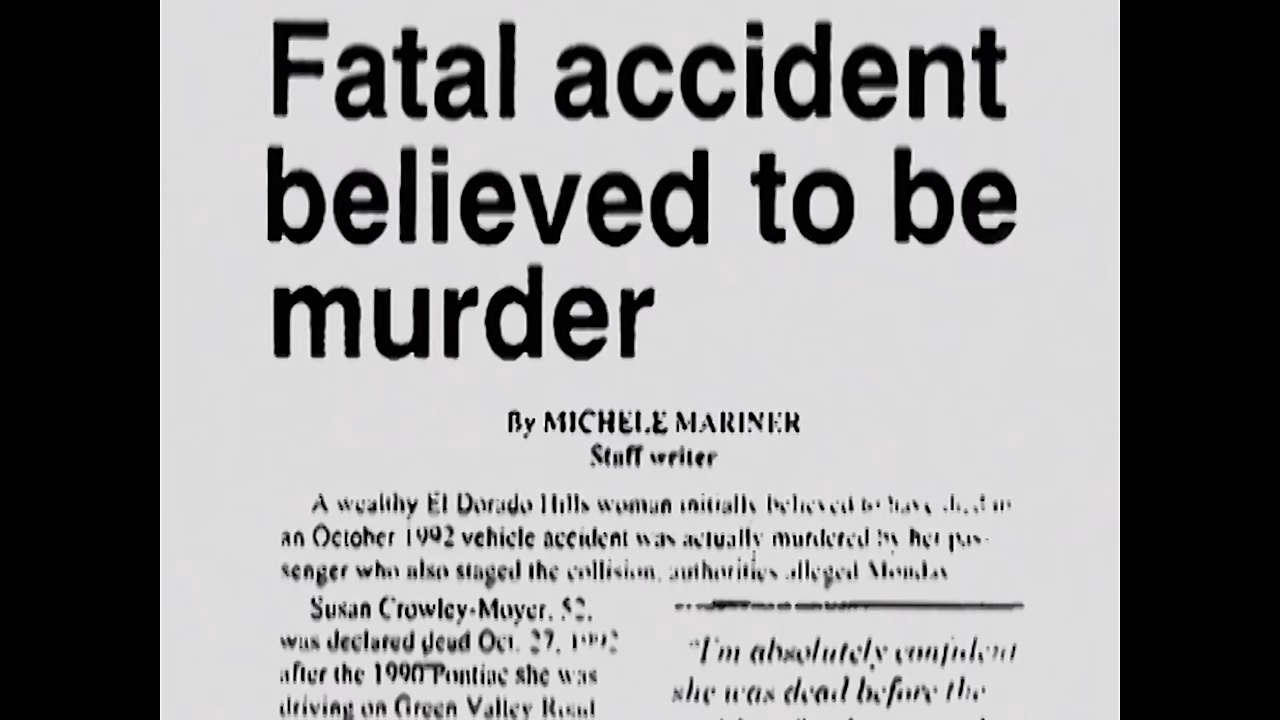 Fatal accident
believed to be
murder
By MICHELE MARINER
Staff writer
A wealthy El Dorado Hills woman initially believed to have died in
an October 1992 vehicle accident was actually murdered by her pas-
senger who also staged the collision, authorities alleged Monday
Susan Crowley-Moyer, 52,
was declared dead Oct. 27, 1992
after the 1990 Pontiac she was
driving on Green Valley Road
"I'm absolutely confident
she was dead before the